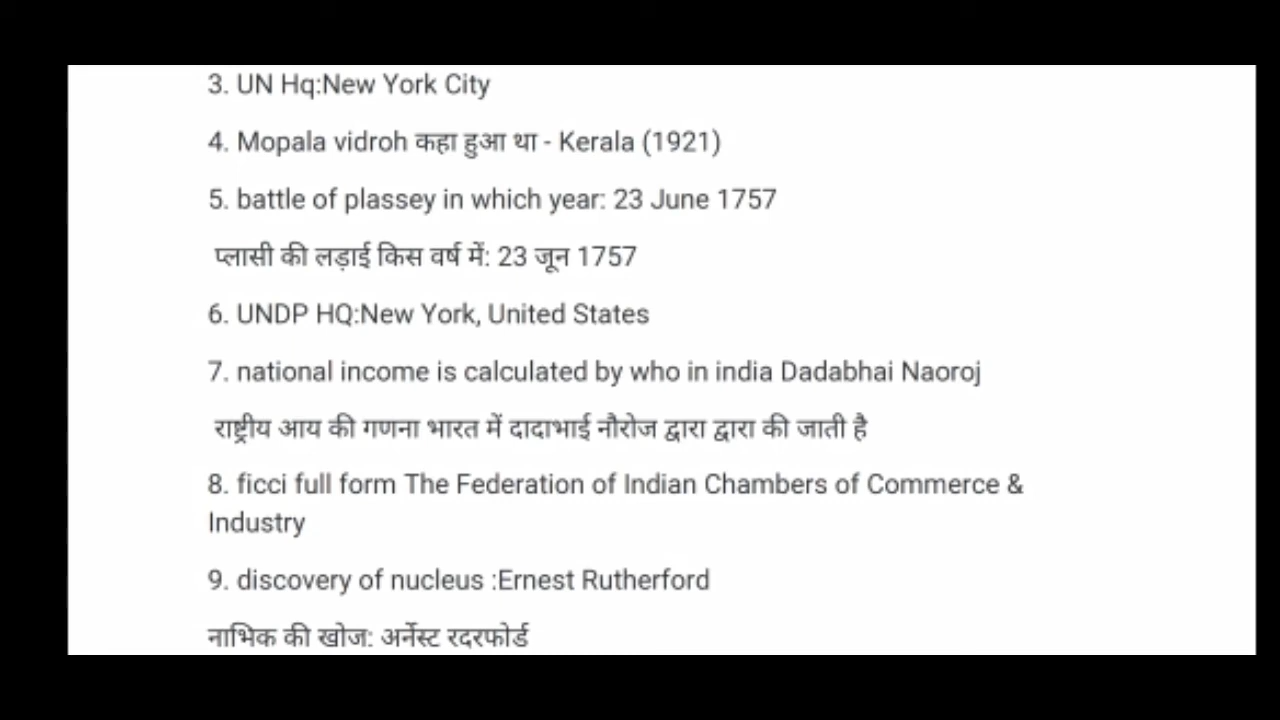 3. UN Hq:New York City
4. Mopala vidroh कहा हुआ था - Kerala (1921)
5. battle of plassey in which year: 23 June 1757
प्लासी की लड़ाई किस वर्ष में: 23 जून 1757
6. UNDP HQ:New York, United States
7. national income is calculated by who in india Dadabhai Naoroj
राष्ट्रीय आय की गणना भारत में दादाभाई नौरोज द्वारा द्वारा की जाती है
8. ficci full form The Federation of Indian Chambers of Commerce &
Industry
9. discovery of nucleus :Ernest Rutherford
नाभिक की खोज: अर्नेस्ट रदरफोर्ड